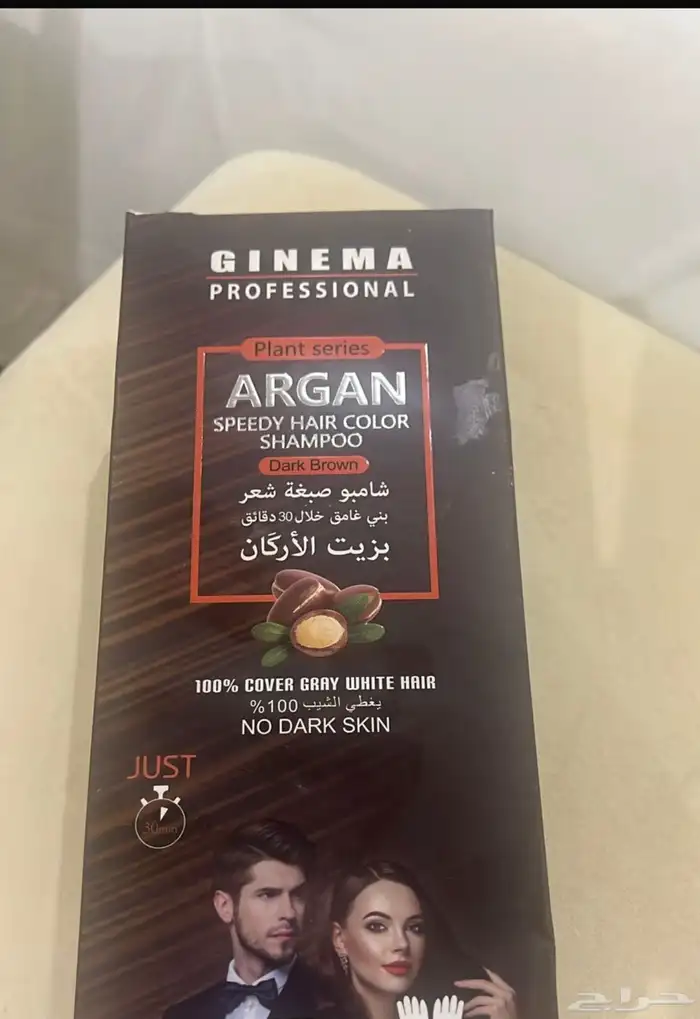 GINEMA
PROFESSIONAL
Plant series
ARGAN
SPEEDY HAIR COLOR
SHAMPOO
Dark Brown
شامبو صبغة شعر
بني غامق خلال 30 دقائق
بزيت الأركان
100% COVER GRAY WHITE HAIR
يغطي الشيب 100%
NO DARK SKIN
JUST
30min
حراج